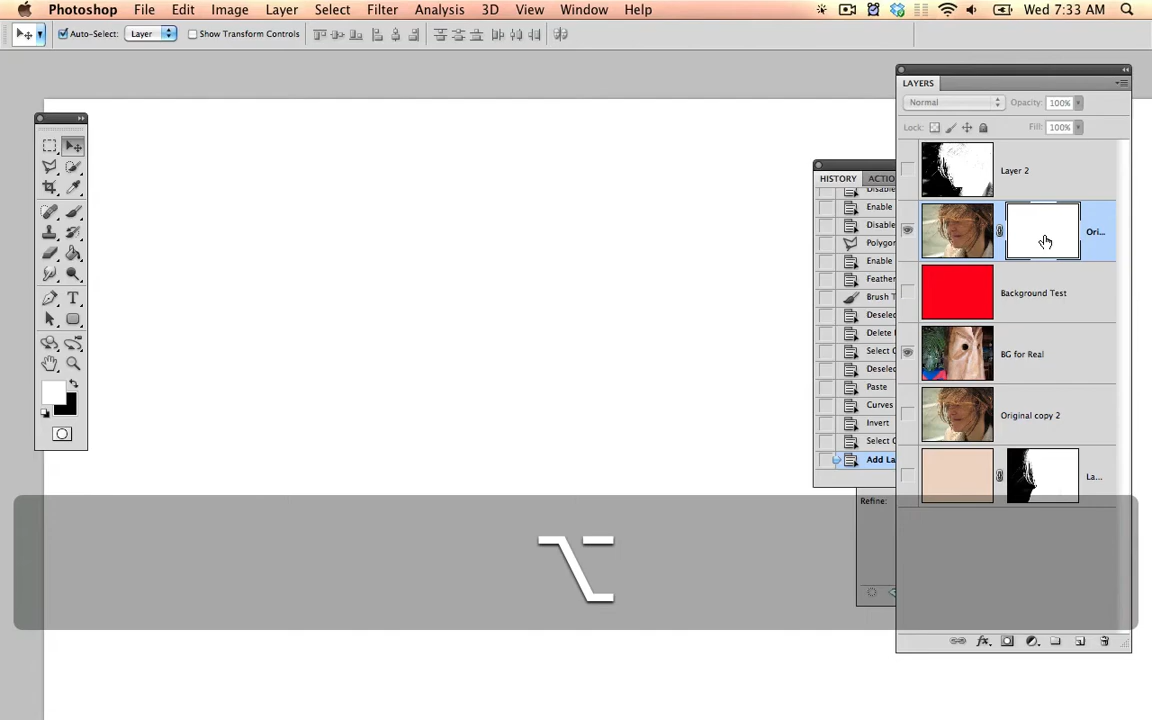 Photoshop File Edit Image Layer Select Filter Analysis 3D View Window Help Wed 7:33 AM
Auto-Select: Layer Show Transform Controls
LAYERS
Normal Opacity: 100%
Lock: Fill: 100%
Layer 2
HISTORY ACTIO
Enable
Ori...
Disable
Polygon
Enable
Feather
Background Test
Brush T
Deselec
Delete
Select C
BG for Real
Deselec
Paste
Curves
Original copy 2
Invert
Select C
Add La
La...
Refine:
fx
T